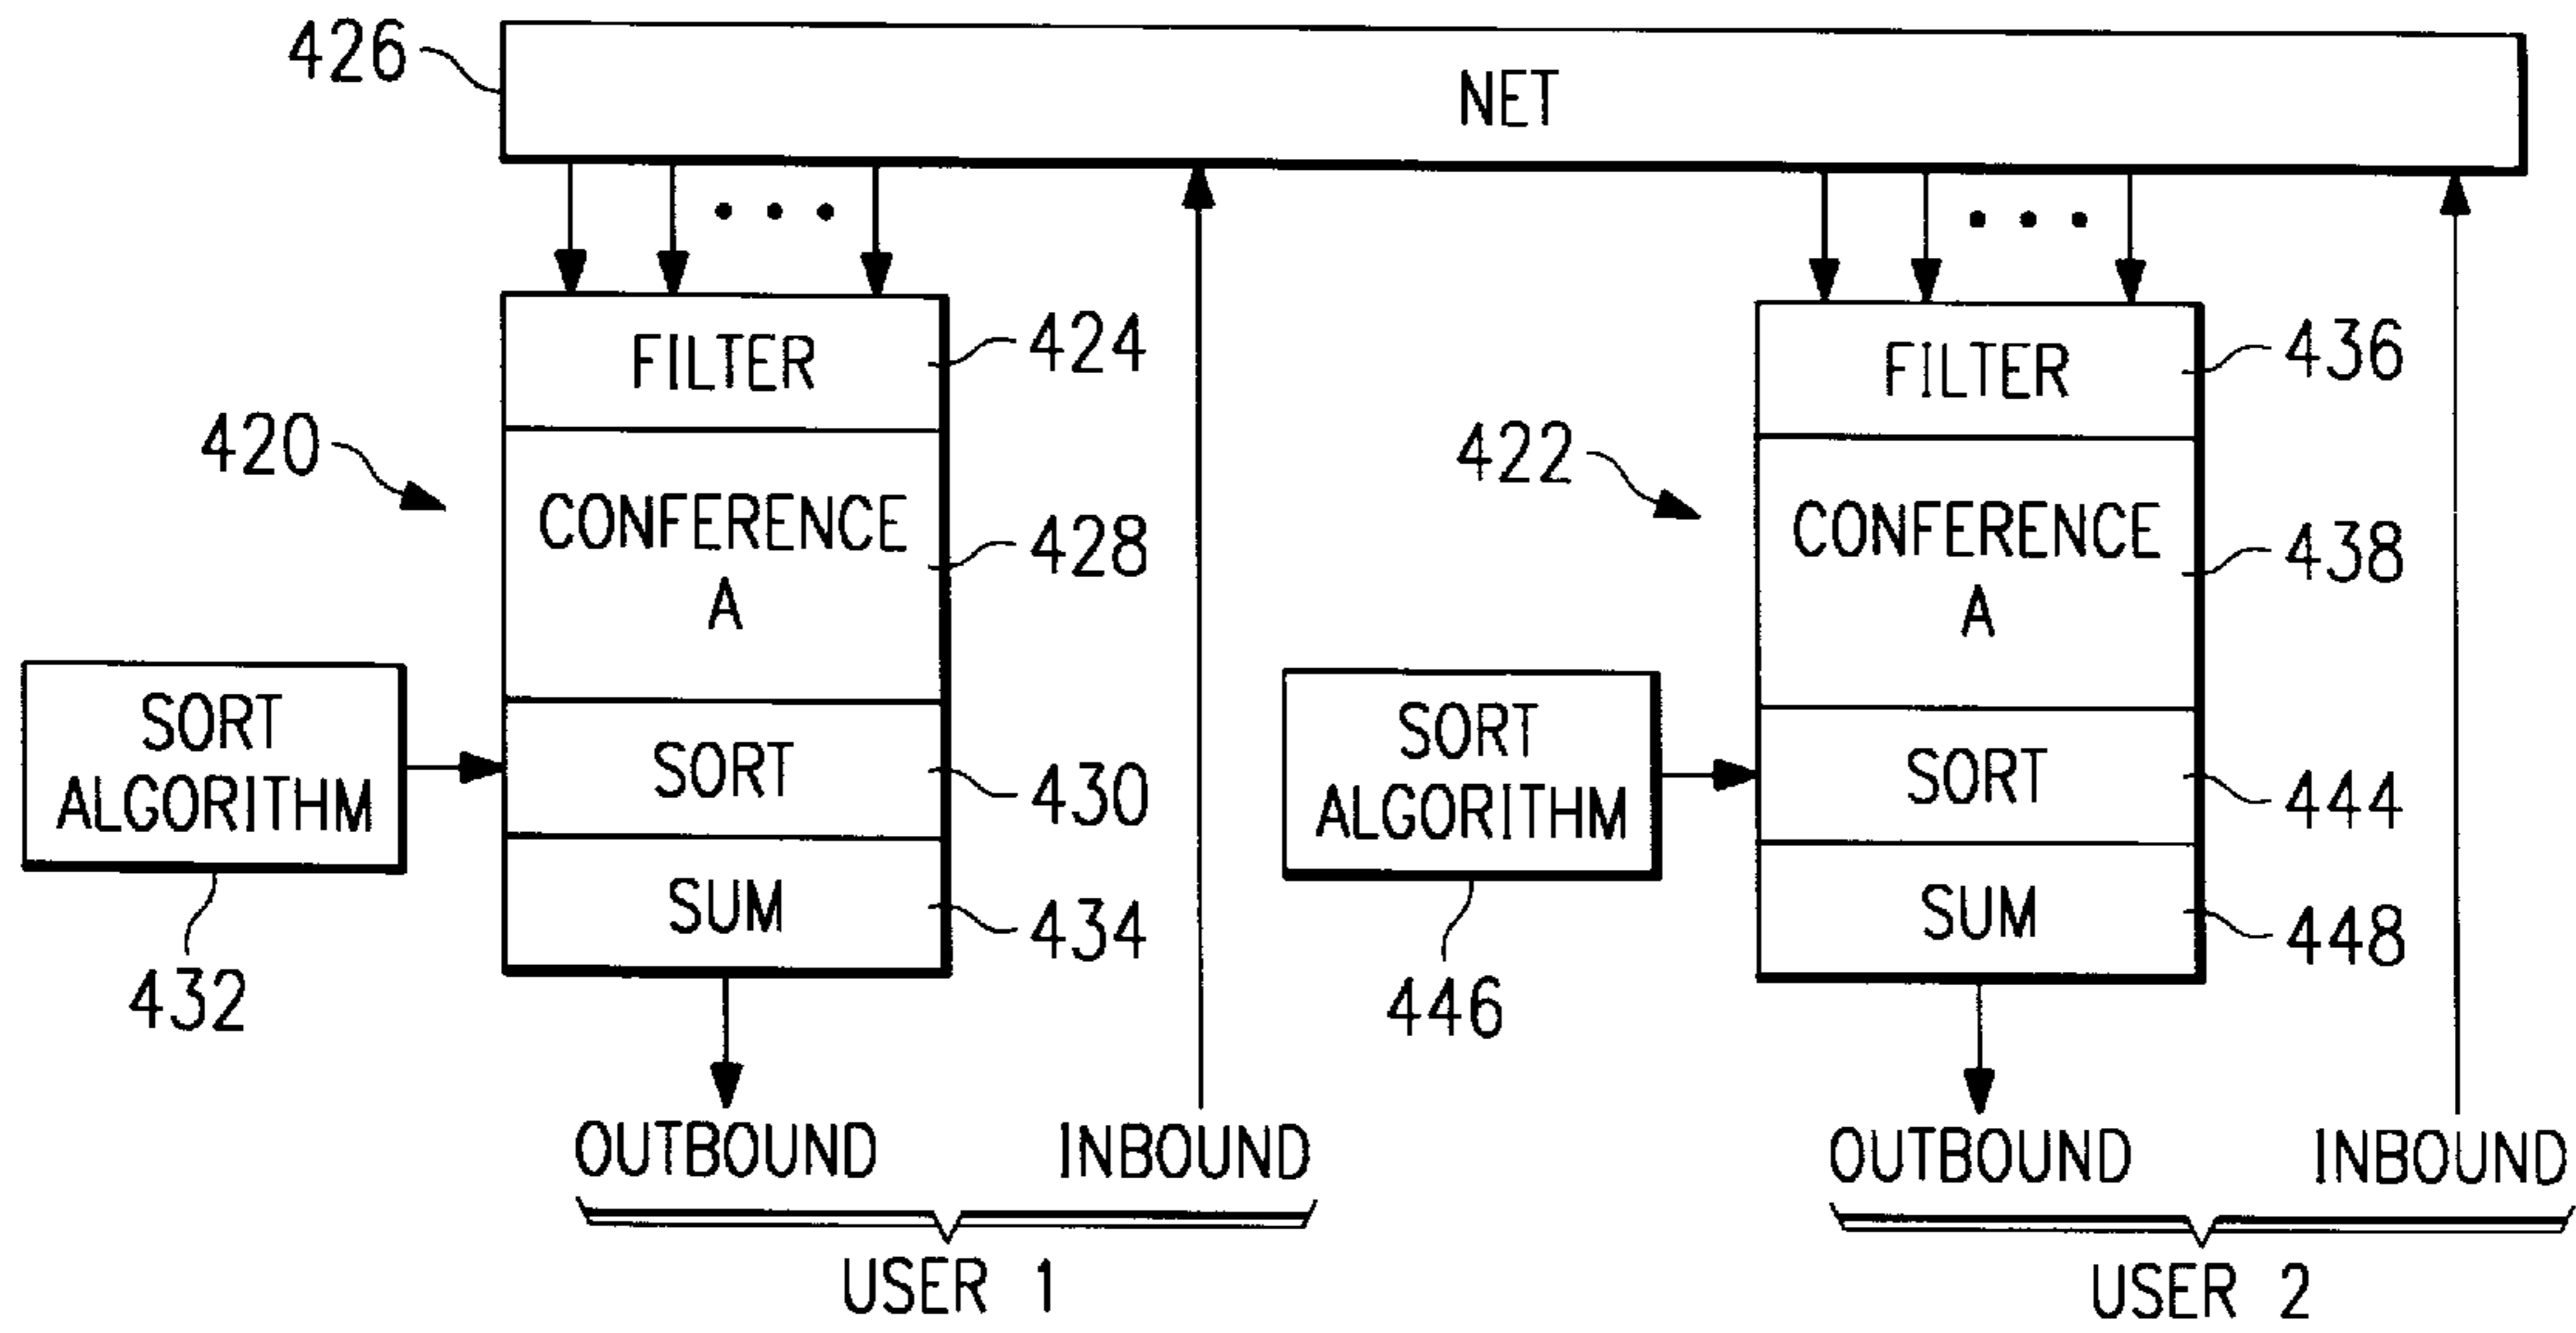 426
NET
FILTER
424
420
CONFERENCE
A
428
SORT
ALGORITHM
432
SORT
430
SUM
434
OUTBOUND
INBOUND
USER 1
FILTER
436
422
CONFERENCE
A
438
SORT
ALGORITHM
446
SORT
444
SUM
448
OUTBOUND
INBOUND
USER 2